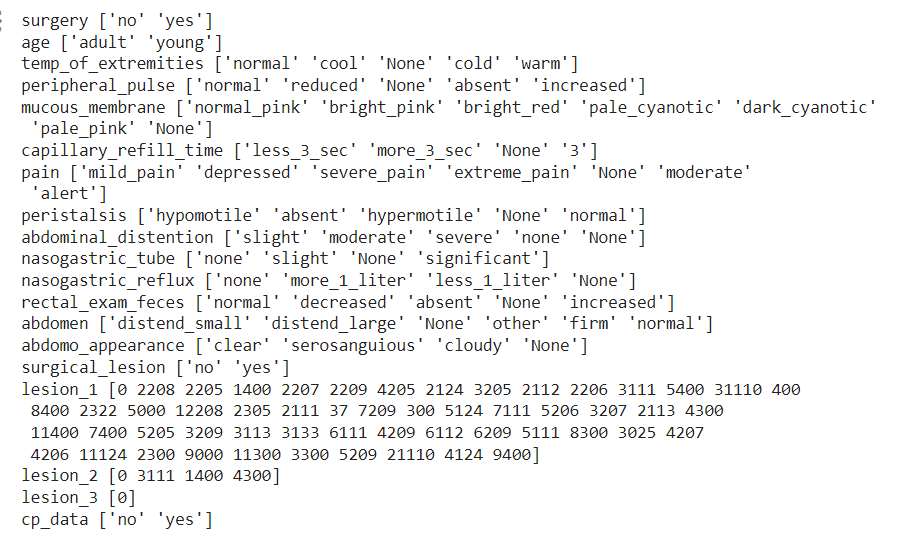 surgery ['no' 'yes']
age ['adult' 'young']
temp_of_extremities ['normal' 'cool' 'None' 'cold' 'warm']
peripheral_pulse ['normal' 'reduced' 'None' 'absent' 'increased']
mucous_membrane ['normal_pink' 'bright_pink' 'bright_red' 'pale_cyanotic' 'dark_cyanotic'
 'pale_pink' 'None']
capillary_refill_time ['less_3_sec' 'more_3_sec' 'None' '3']
pain ['mild_pain' 'depressed' 'severe_pain' 'extreme_pain' 'None' 'moderate'
 'alert']
peristalsis ['hypomotile' 'absent' 'hypermotile' 'None' 'normal']
abdominal_distention ['slight' 'moderate' 'severe' 'none' 'None']
nasogastric_tube ['none' 'slight' 'None' 'significant']
nasogastric_reflux ['none' 'more_1_liter' 'less_1_liter' 'None']
rectal_exam_feces ['normal' 'decreased' 'absent' 'None' 'increased']
abdomen ['distend_small' 'distend_large' 'None' 'other' 'firm' 'normal']
abdomo_appearance ['clear' 'serosanguious' 'cloudy' 'None']
surgical_lesion ['no' 'yes']
lesion_1 [0 2208 2205 1400 2207 2209 4205 2124 3205 2112 2206 3111 5400 31110 400
 8400 2322 5000 12208 2305 2111 37 7209 300 5124 7111 5206 3207 2113 4300
 11400 7400 5205 3209 3113 3133 6111 4209 6112 6209 5111 8300 3025 4207
 4206 11124 2300 9000 11300 3300 5209 21110 4124 9400]
lesion_2 [0 3111 1400 4300]
lesion_3 [0]
cp_data ['no' 'yes']